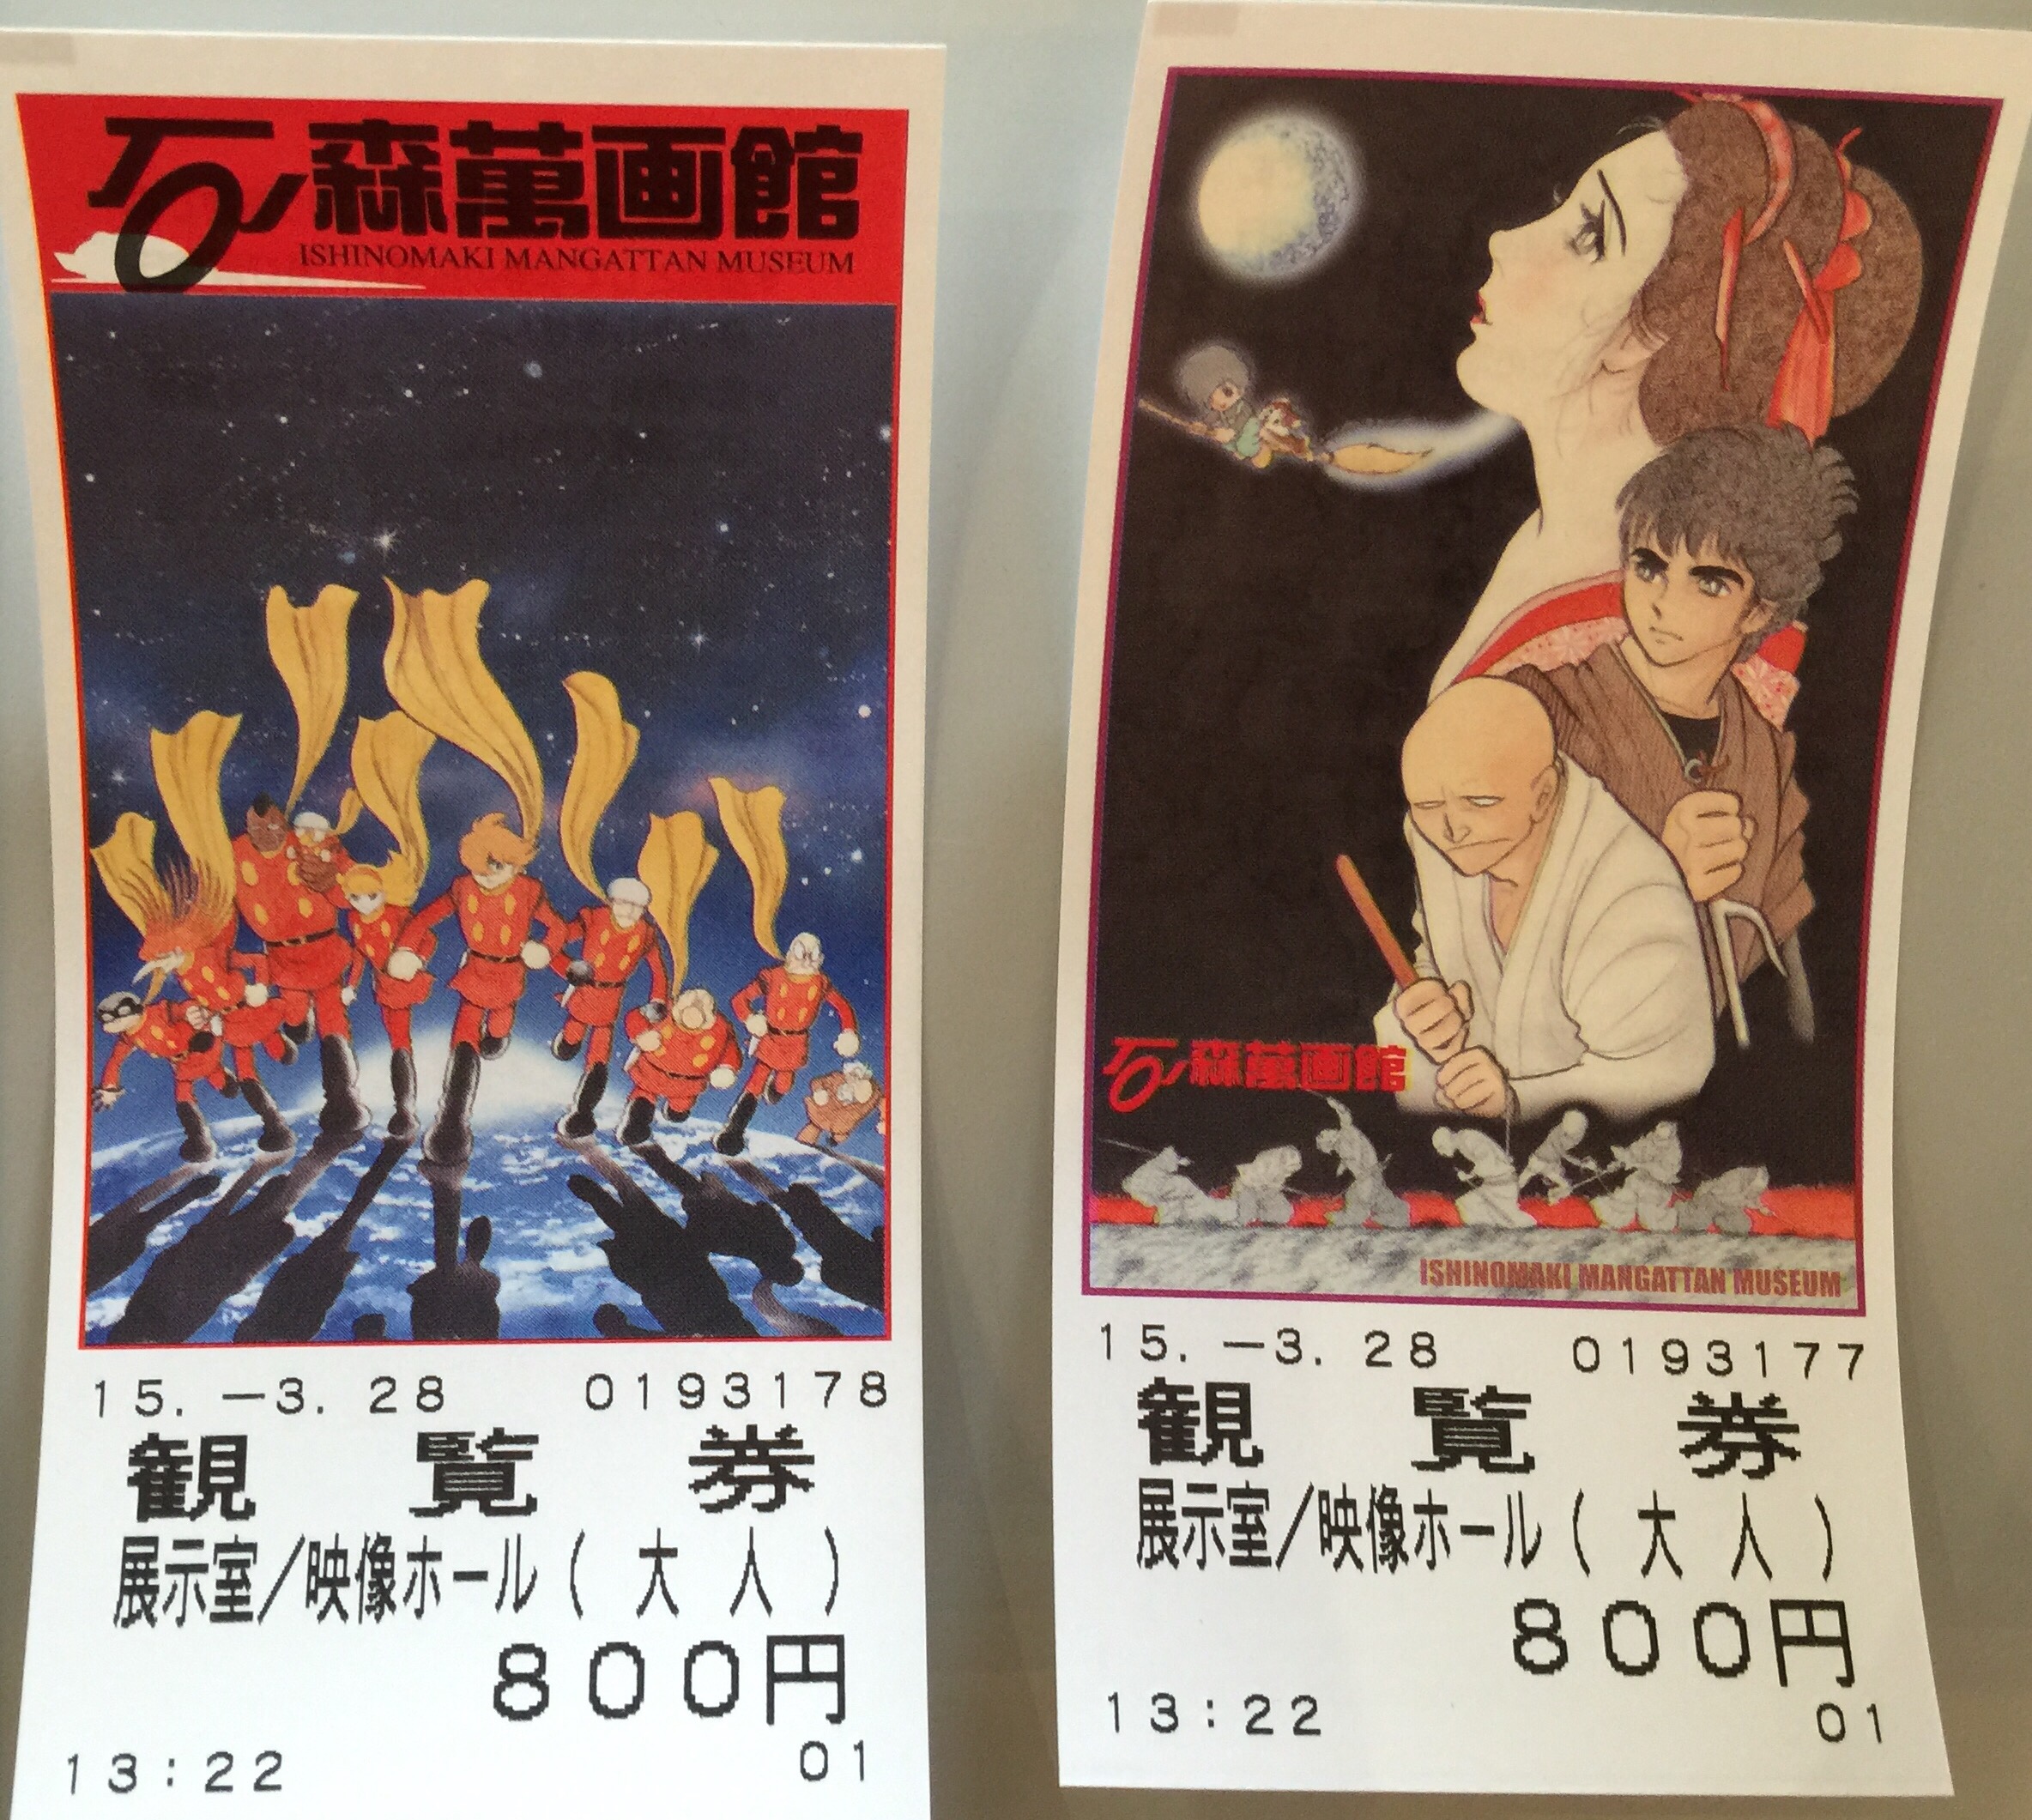 石ノ森萬画館
ISHINOMAKI MANGATTAN MUSEUM
15.-3.28 0193178
観覧券
展示室/映像ホール(大人)
800円
13:22 01
石ノ森萬画館
ISHINOMAKI MANGATTAN MUSEUM
15.-3.28 0193177
観覧券
展示室/映像ホール(大人)
800円
13:22 01